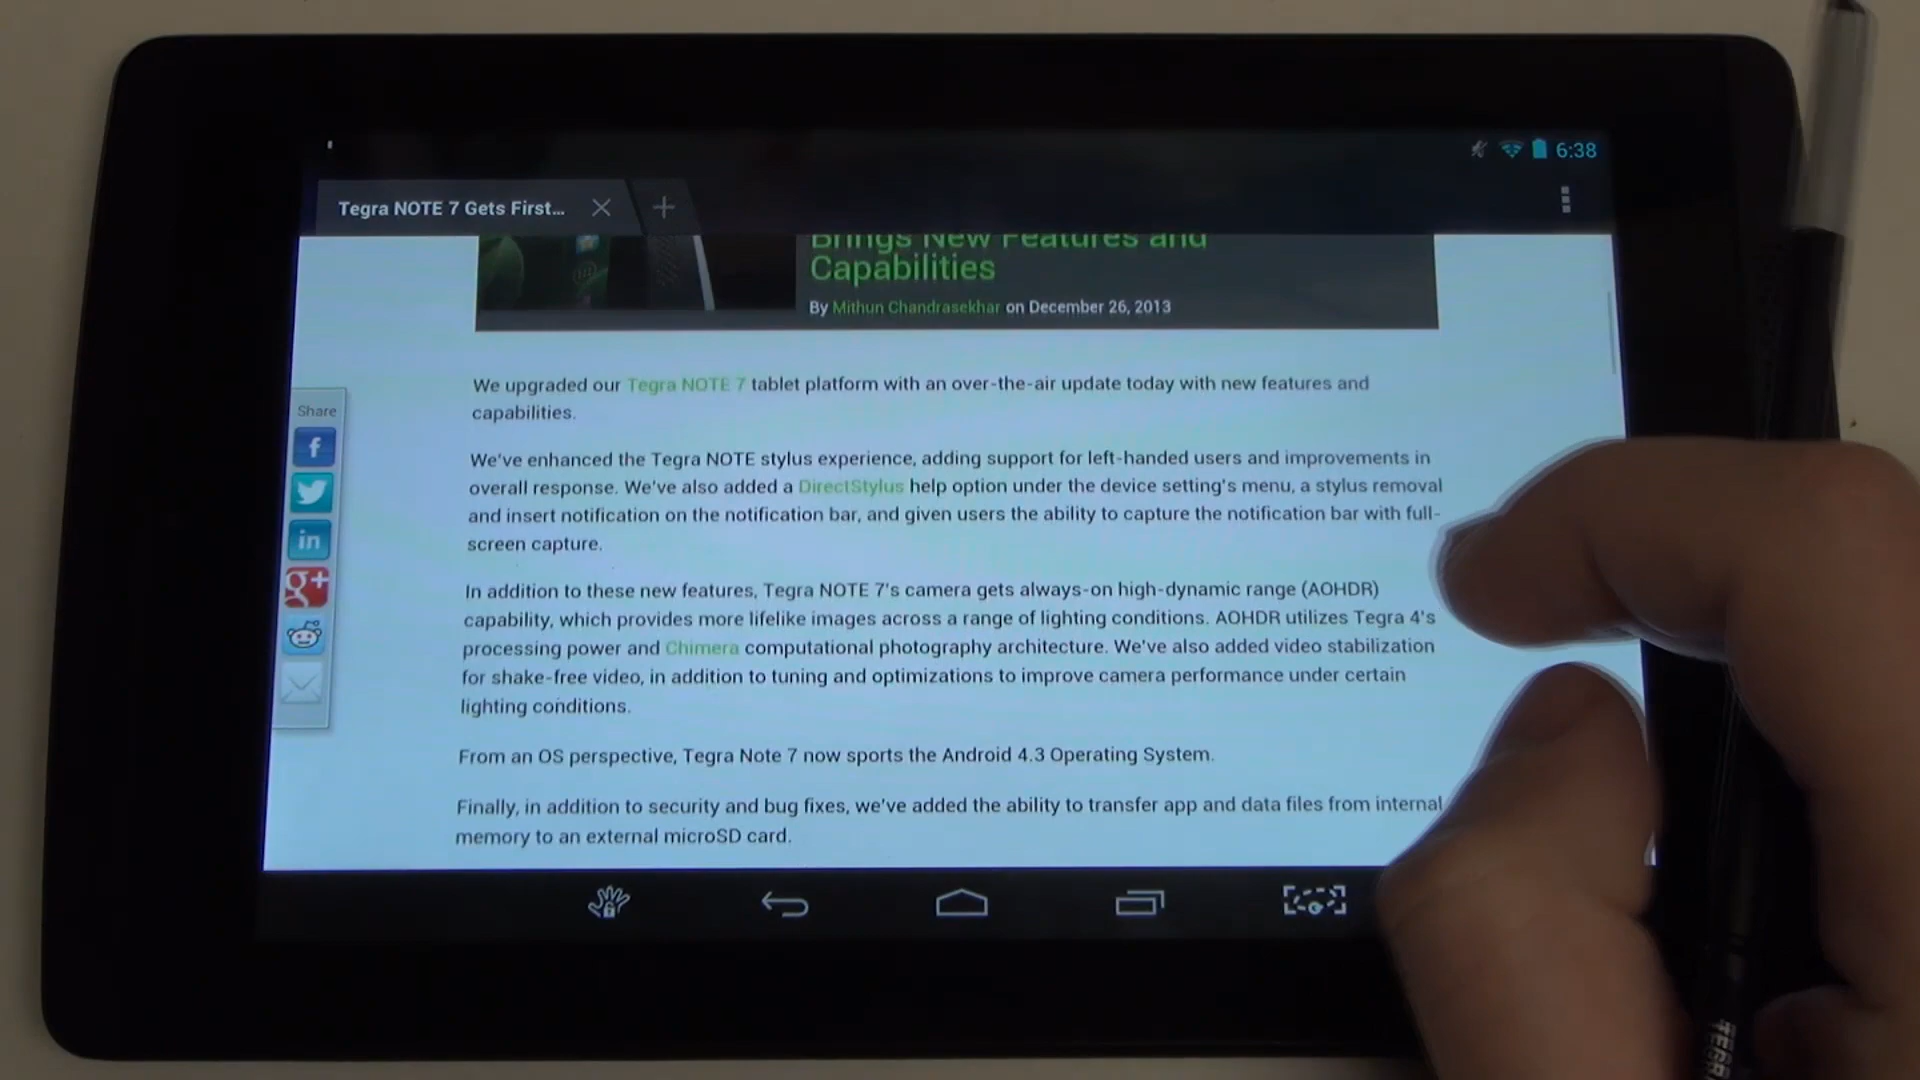 6:38
Tegra NOTE 7 Gets First...
Brings New Features and
Capabilities
By Mithun Chandrasekhar on December 26, 2013
We upgraded our Tegra NOTE 7 tablet platform with an over-the-air update today with new features and
capabilities.
We've enhanced the Tegra NOTE stylus experience, adding support for left-handed users and improvements in
overall response. We've also added a DirectStylus help option under the device setting's menu, a stylus removal
and insert notification on the notification bar, and given users the ability to capture the notification bar with full-
screen capture.
In addition to these new features, Tegra NOTE 7's camera gets always-on high-dynamic range (AOHDR)
capability, which provides more lifelike images across a range of lighting conditions. AOHDR utilizes Tegra 4's
processing power and Chimera computational photography architecture. We've also added video stabilization
for shake-free video, in addition to tuning and optimizations to improve camera performance under certain
lighting conditions.
From an OS perspective, Tegra Note 7 now sports the Android 4.3 Operating System.
Finally, in addition to security and bug fixes, we've added the ability to transfer app and data files from internal
memory to an external microSD card.
Share
f
in
g+